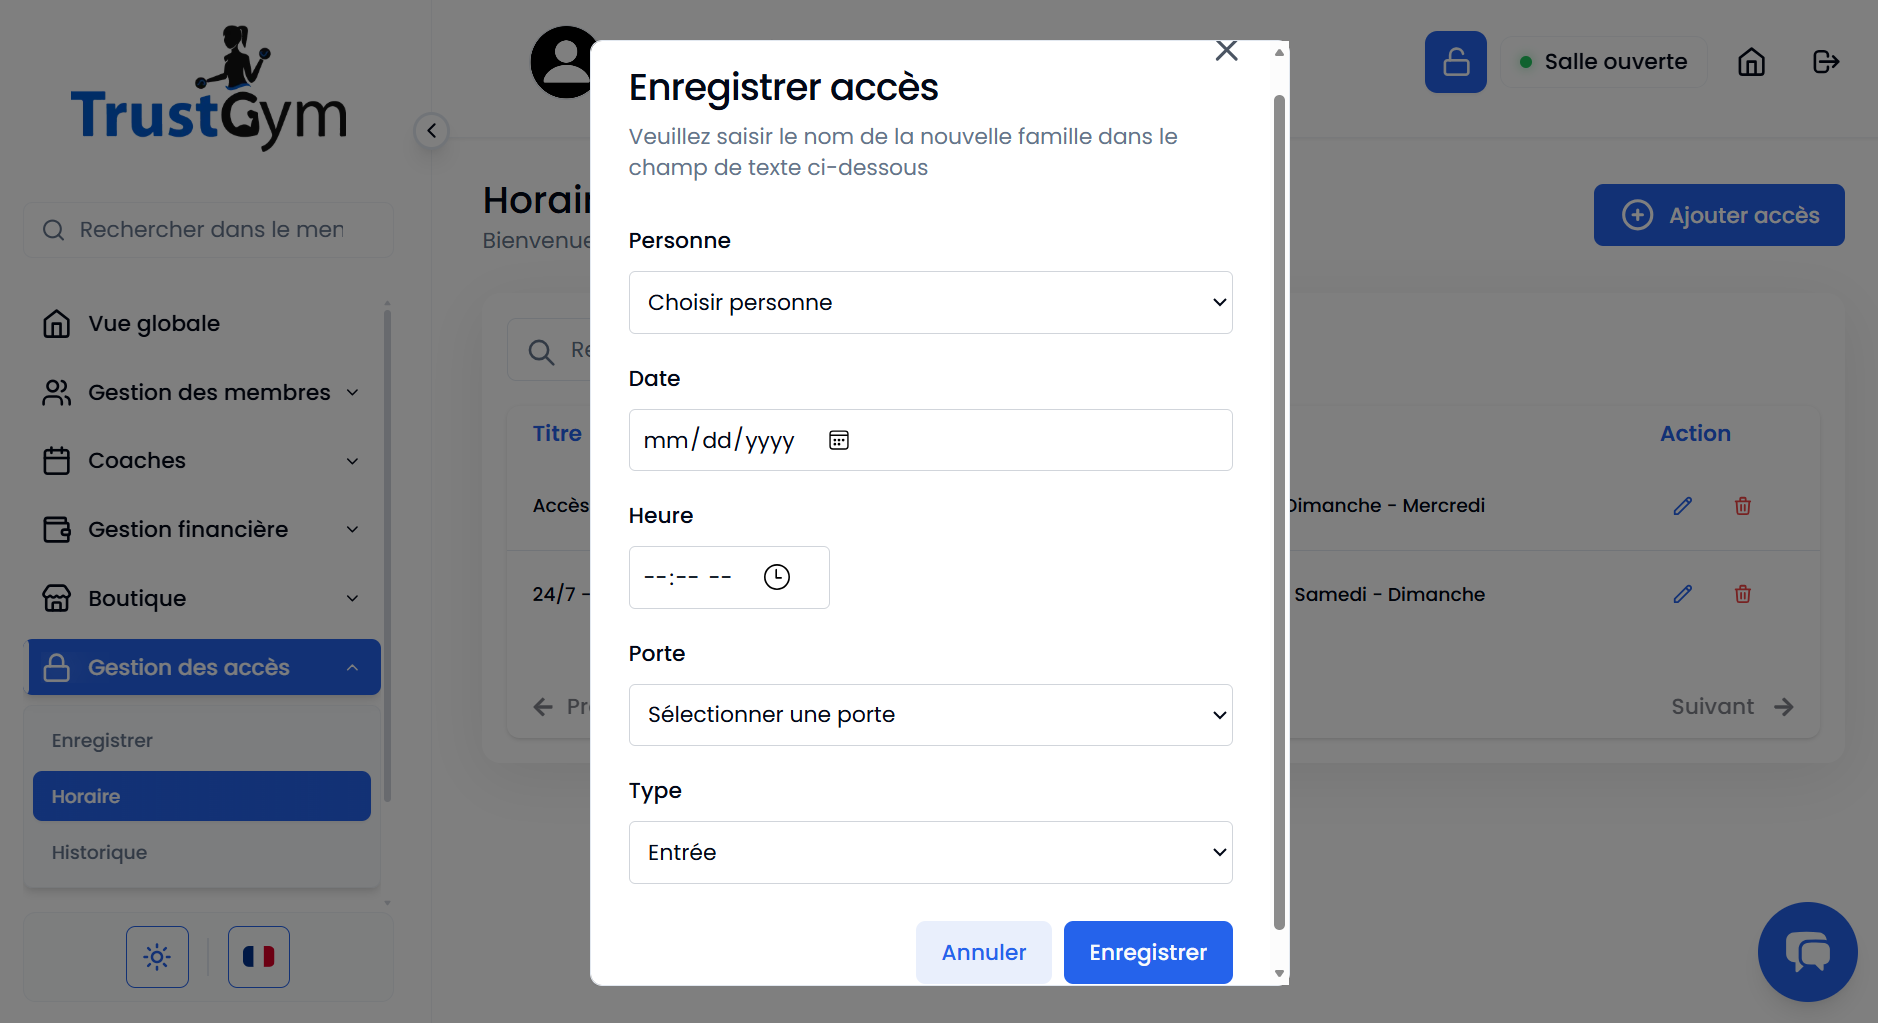 TrustGym
Rechercher dans le men
Vue globale
Gestion des membres
Coaches
Gestion financière
Boutique
Gestion des accès
Enregistrer
Horaire
Historique
Salle ouverte
Horair
Bienvenue
Ajouter accès
Titre
Action
Accès
Dimanche - Mercredi
24/7 -
Samedi - Dimanche
Suivant
Enregistrer accès
Veuillez saisir le nom de la nouvelle famille dans le
champ de texte ci-dessous
Personne
Choisir personne
Date
mm/dd/yyyy
Heure
--:-- --
Porte
Sélectionner une porte
Type
Entrée
Annuler
Enregistrer